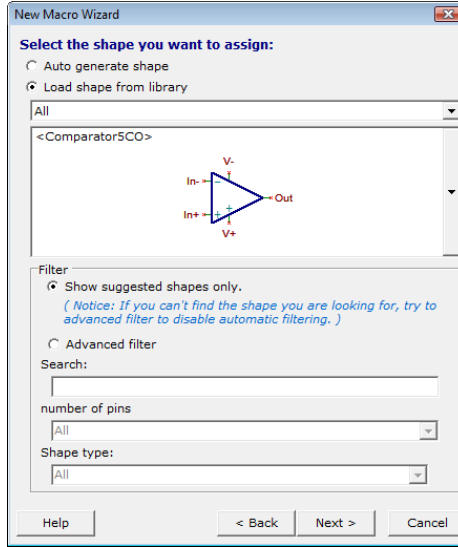 New Macro Wizard
Select the shape you want to assign:
Auto generate shape
Load shape from library
All
<Comparator5CO>
V-
In-
Out
In+
V+
Filter
Show suggested shapes only.
( Notice: If you can't find the shape you are looking for, try to
advanced filter to disable automatic filtering. )
Advanced filter
Search:
number of pins
All
Shape type:
All
Help
< Back
Next >
Cancel